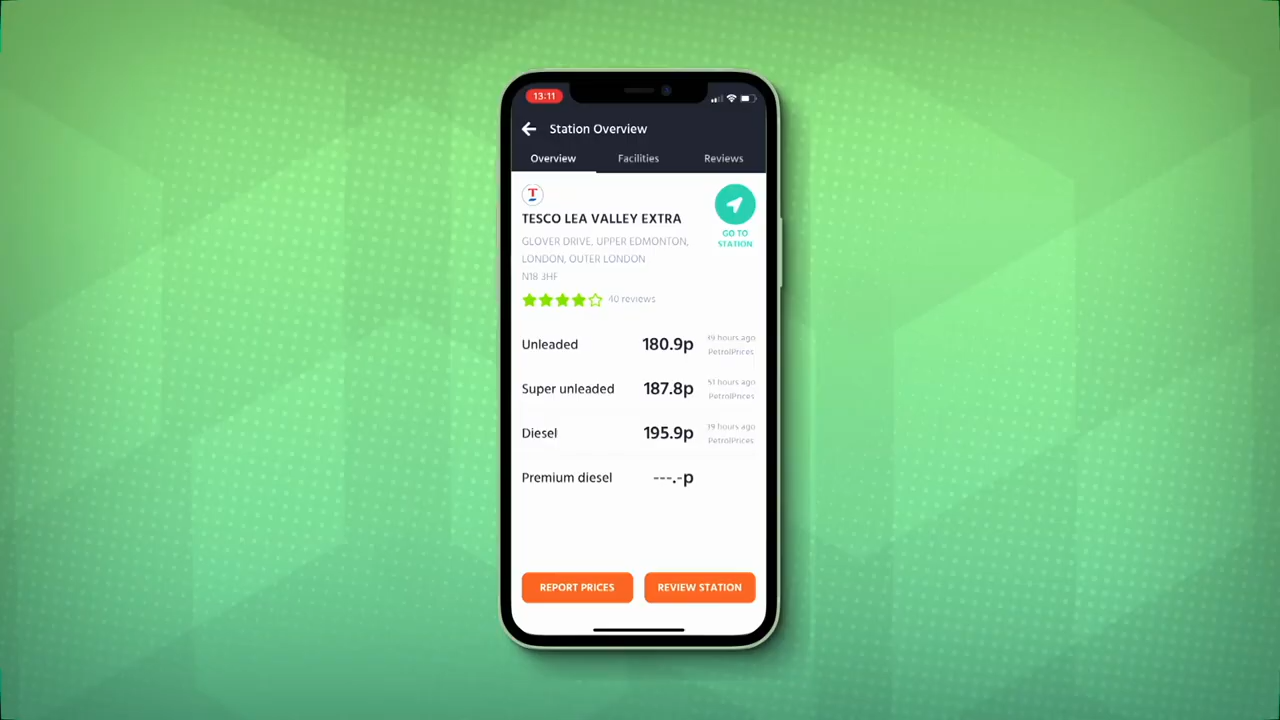 13:11
Station Overview
Overview Facilities Reviews
T
TESCO LEA VALLEY EXTRA
GO TO
STATION
GLOVER DRIVE, UPPER EDMONTON,
LONDON, OUTER LONDON
N18 3HF
40 reviews
Unleaded 180.9p hours ago
PetrolPrices
Super unleaded 187.8p 51 hours ago
PetrolPrices
Diesel 195.9p hours ago
PetrolPrices
Premium diesel ---.-p
REPORT PRICES REVIEW STATION